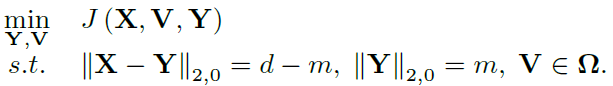 min J (X, V, Y)
Y,V
s.t. ‖X − Y‖2,0 = d − m, ‖Y‖2,0 = m, V ∈ Ω.